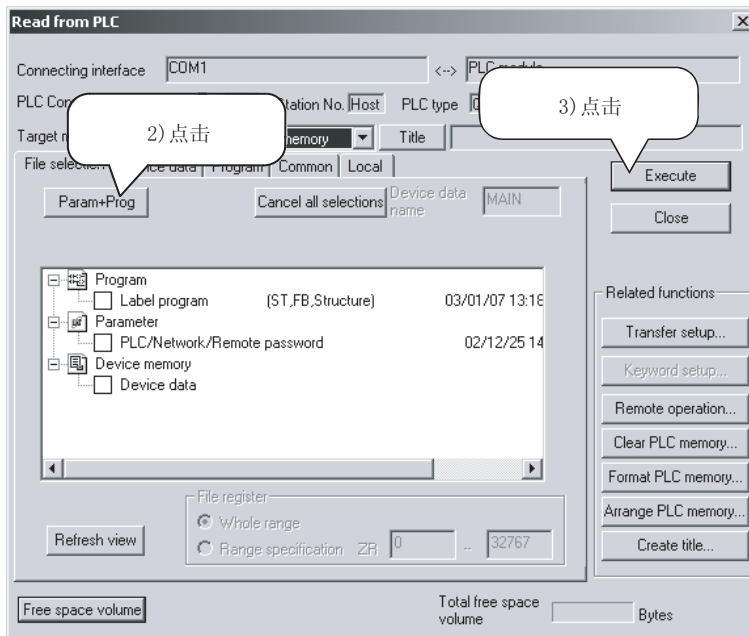 Read from PLC
Connecting interface COM1 <--> PLC module
PLC Con Station No. Host PLC type
2)点击
3)点击
Target memory Title
File selection Device data Program Common Local
Param+Prog Cancel all selections Device data name MAIN
Execute
Close
Program
Label program (ST,FB,Structure) 03/01/07 13:18
Parameter
PLC/Network/Remote password 02/12/25 14
Device memory
Device data
Related functions
Transfer setup...
Keyword setup...
Remote operation...
Clear PLC memory...
Format PLC memory...
Arrange PLC memory...
Create title...
File register
Whole range
Range specification ZR 0 .. 32767
Refresh view
Free space volume
Total free space volume Bytes